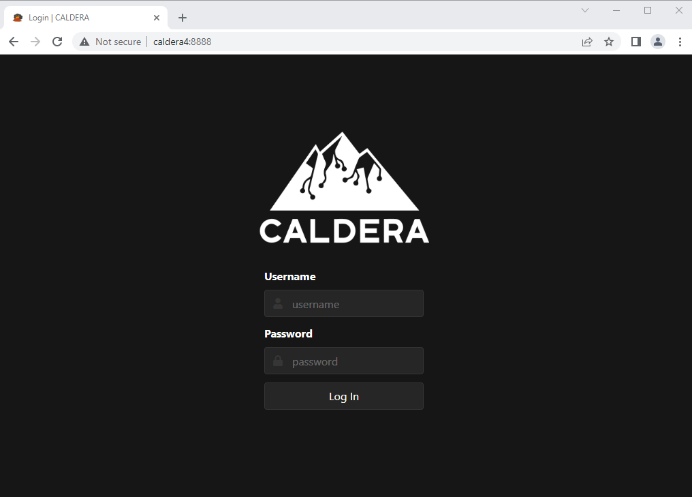 Login | CALDERA
Not secure | caldera4:8888
CALDERA
Username
username
Password
password
Log In